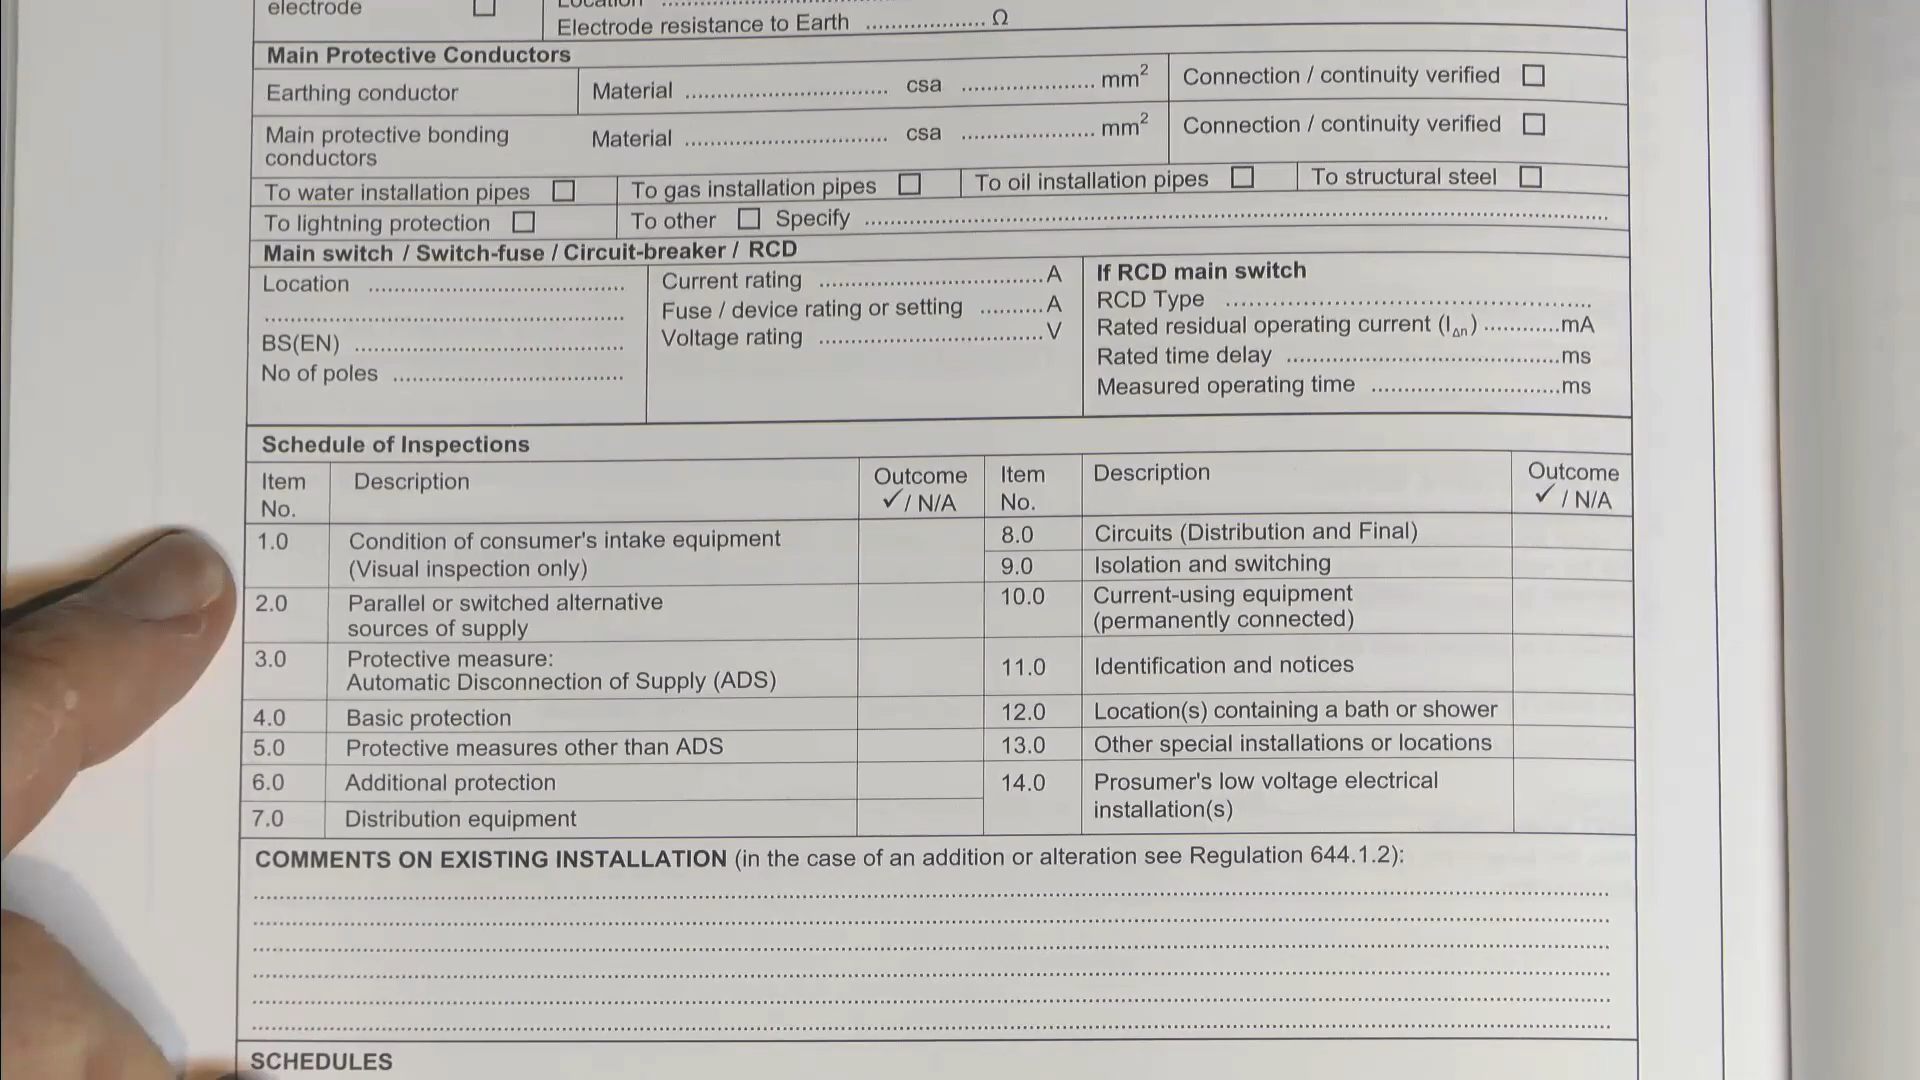 electrode
Location ....................
Electrode resistance to Earth .................. Ω
Main Protective Conductors
Earthing conductor Material ............................... csa .................... mm² Connection / continuity verified ☐
Main protective bonding conductors Material ............................... csa .................... mm² Connection / continuity verified ☐
To water installation pipes ☐ To gas installation pipes ☐ To oil installation pipes ☐ To structural steel ☐
To lightning protection ☐ To other ☐ Specify ....................
Main switch / Switch-fuse / Circuit-breaker / RCD
Location ....................
BS(EN) ....................
No of poles ....................
Current rating .................... A
Fuse / device rating or setting .......... A
Voltage rating .................... V
If RCD main switch
RCD Type ....................
Rated residual operating current (IΔn) ............mA
Rated time delay ....................ms
Measured operating time ....................ms
Schedule of Inspections
Item No. Description Outcome ✓/ N/A Item No. Description Outcome ✓ / N/A
1.0 Condition of consumer's intake equipment
(Visual inspection only)
2.0 Parallel or switched alternative
sources of supply
3.0 Protective measure:
Automatic Disconnection of Supply (ADS)
4.0 Basic protection
5.0 Protective measures other than ADS
6.0 Additional protection
7.0 Distribution equipment
8.0 Circuits (Distribution and Final)
9.0 Isolation and switching
10.0 Current-using equipment
(permanently connected)
11.0 Identification and notices
12.0 Location(s) containing a bath or shower
13.0 Other special installations or locations
14.0 Prosumer's low voltage electrical
installation(s)
COMMENTS ON EXISTING INSTALLATION (in the case of an addition or alteration see Regulation 644.1.2):
SCHEDULES